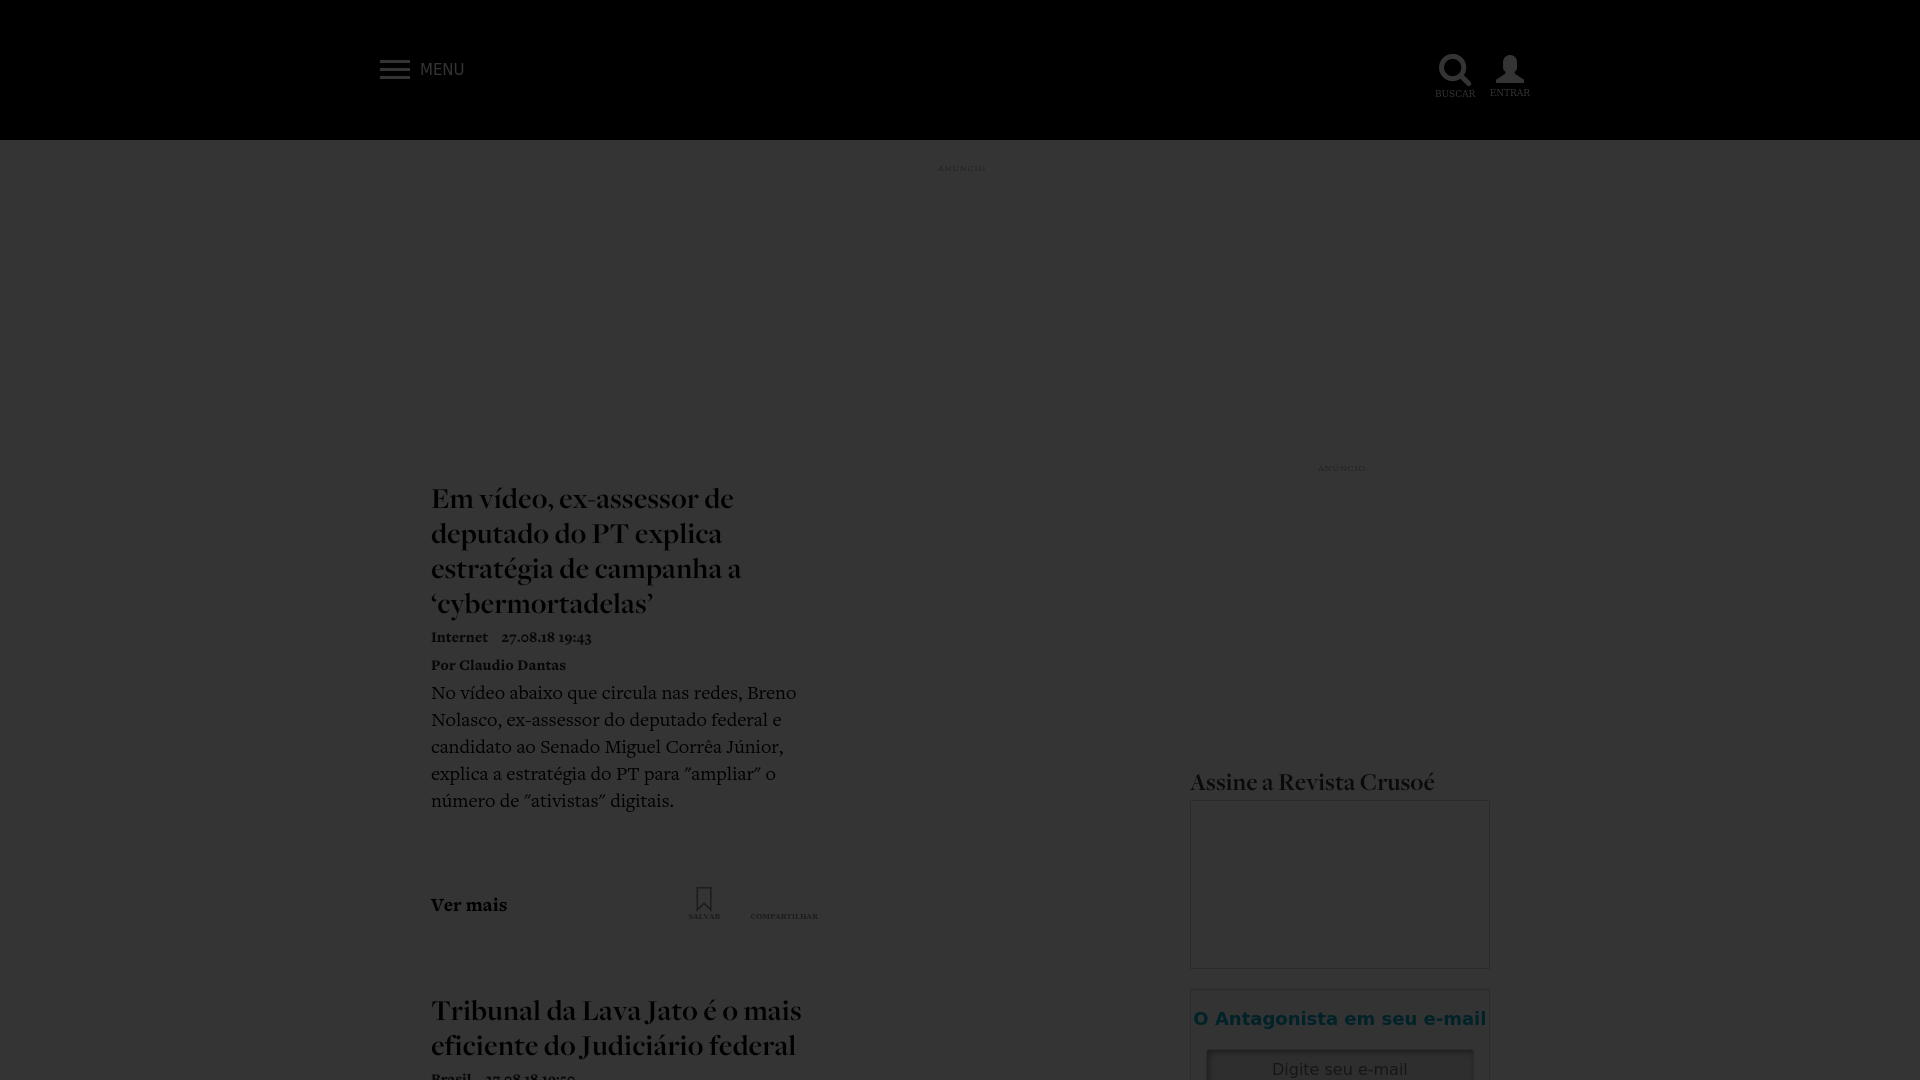 MENU
BUSCAR
ENTRAR
ANÚNCIO
ANÚNCIO
Em vídeo, ex-assessor de
deputado do PT explica
estratégia de campanha a
‘cybermortadelas’
Internet 27.08.18 19:43
Por Claudio Dantas
No vídeo abaixo que circula nas redes, Breno
Nolasco, ex-assessor do deputado federal e
candidato ao Senado Miguel Corrêa Júnior,
explica a estratégia do PT para "ampliar" o
número de "ativistas" digitais.
Ver mais
SALVAR
COMPARTILHAR
Tribunal da Lava Jato é o mais
eficiente do Judiciário federal
Brasil 27.08.18 19:50
Assine a Revista Crusoé
O Antagonista em seu e-mail
Digite seu e-mail